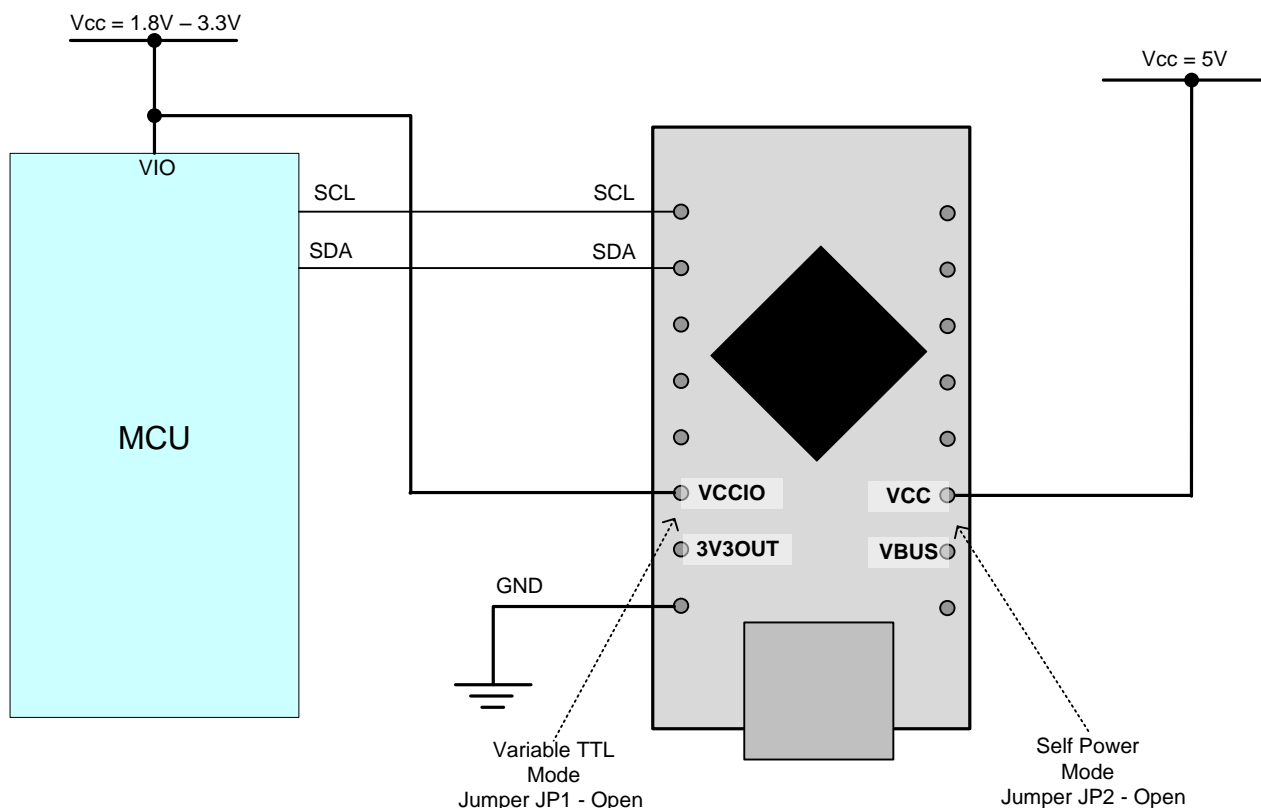 Vcc = 1.8V – 3.3V
Vcc = 5V
VIO
SCL
SCL
SDA
SDA
MCU
VCCIO
VCC
3V3OUT
VBUS
GND
Variable TTL
Mode
Jumper JP1 - Open
Self Power
Mode
Jumper JP2 - Open